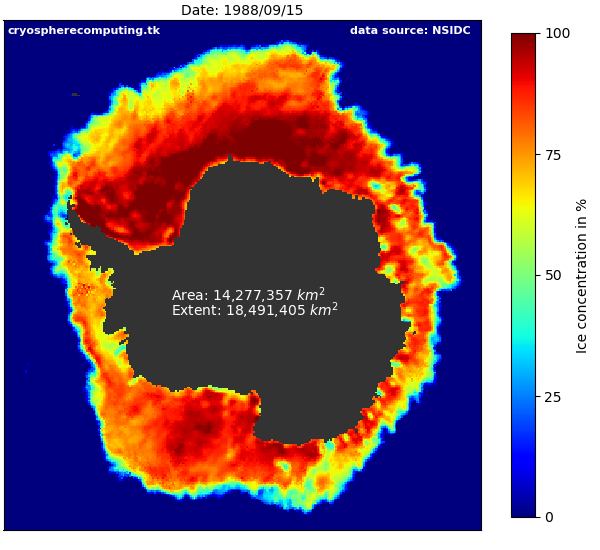 Date: 1988/09/15
cryospherecomputing.tk
data source: NSIDC
100
75
50
25
0
Ice concentration in %
Area: 14,277,357 km²
Extent: 18,491,405 km²